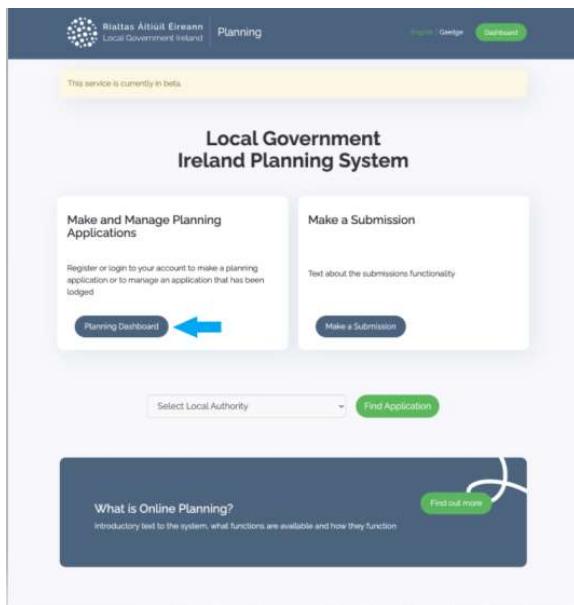 Rialtas Áitiúil Éireann
Local Government Ireland
Planning
English Gaeilge
Dashboard
This service is currently in beta.
Local Government
Ireland Planning System
Make and Manage Planning
Applications
Register or login to your account to make a planning
application or to manage an application that has been
lodged
Planning Dashboard
Make a Submission
Text about the submissions functionality
Make a Submission
Select Local Authority
Find Application
What is Online Planning?
Introductory text to the system, what functions are available and how they function
Find out more